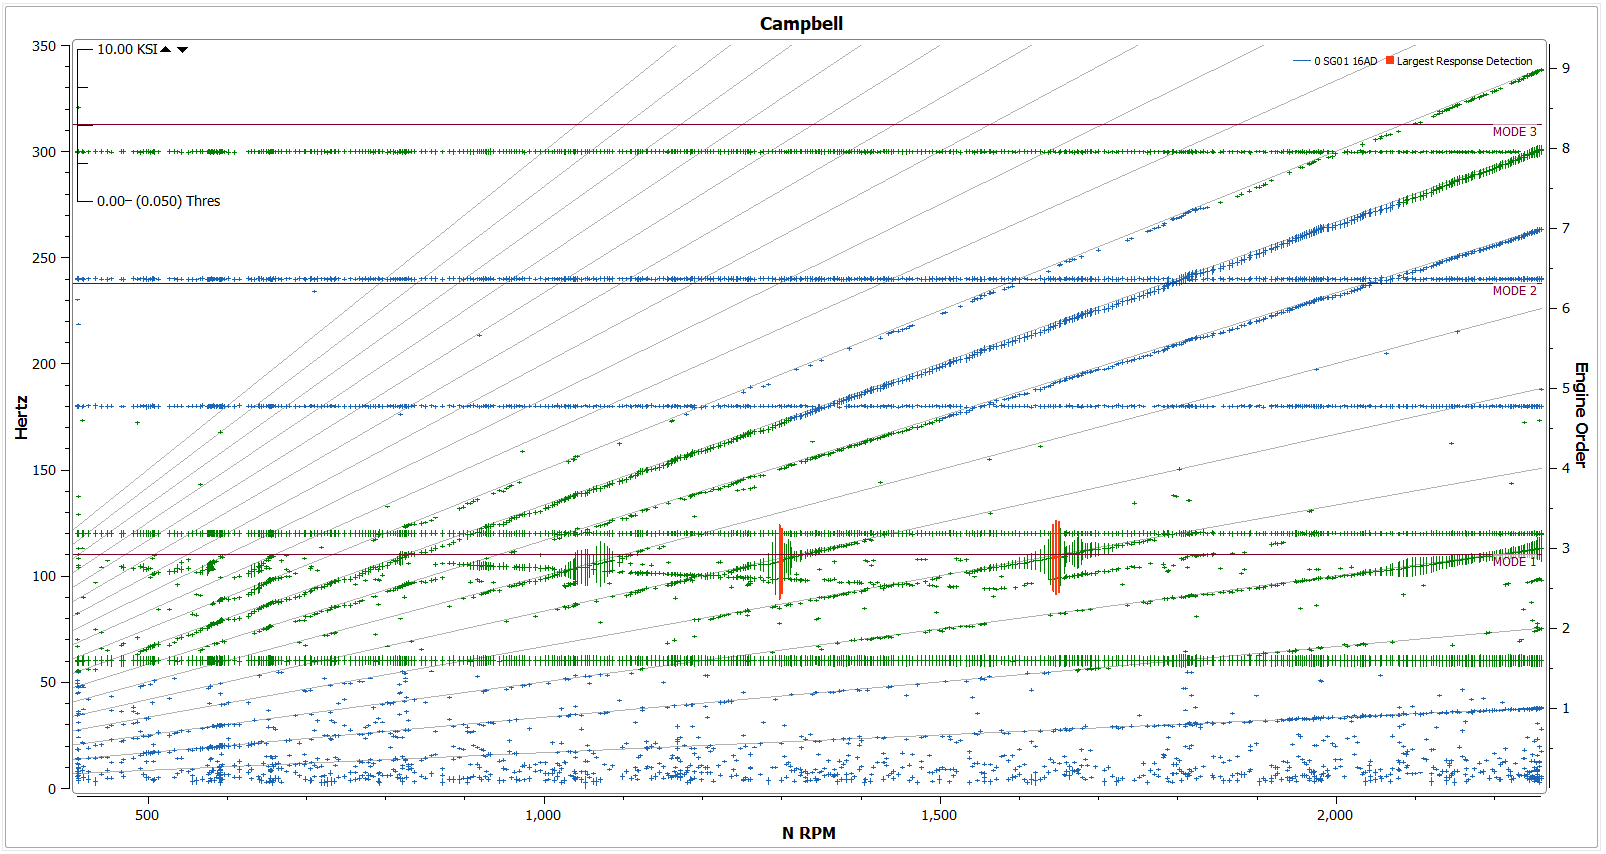 Campbell
350
300
250
200
150
100
50
0
Hertz
10.00 KSI
0.00 (0.050) Thres
0 SG01 16AD
Largest Response Detection
MODE 3
MODE 2
MODE 1
9
8
7
6
5
4
3
2
1
Engine Order
500
1,000
1,500
2,000
N RPM